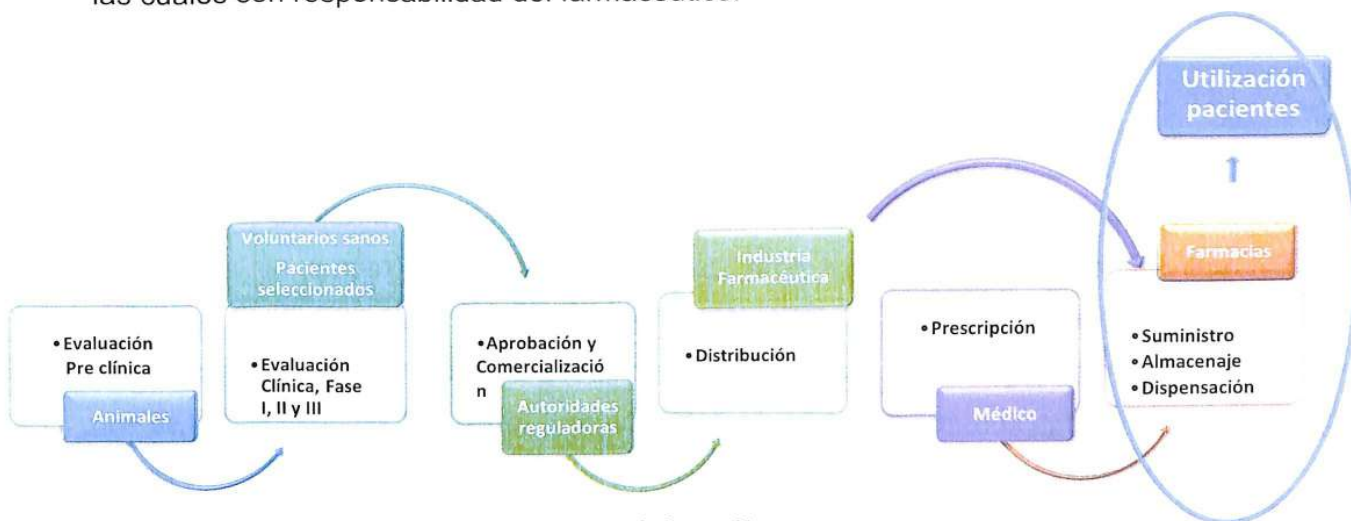 Utilización
pacientes
Voluntarios sanos
Pacientes
seleccionados
Industria
Farmacéutica
Farmacias
•Evaluación
Pre clínica
Animales
•Evaluación
Clínica, Fase
I, II y III
•Aprobación y
Comercializació
n
Autoridades
reguladoras
•Distribución
•Prescripción
Médico
•Suministro
•Almacenaje
•Dispensación